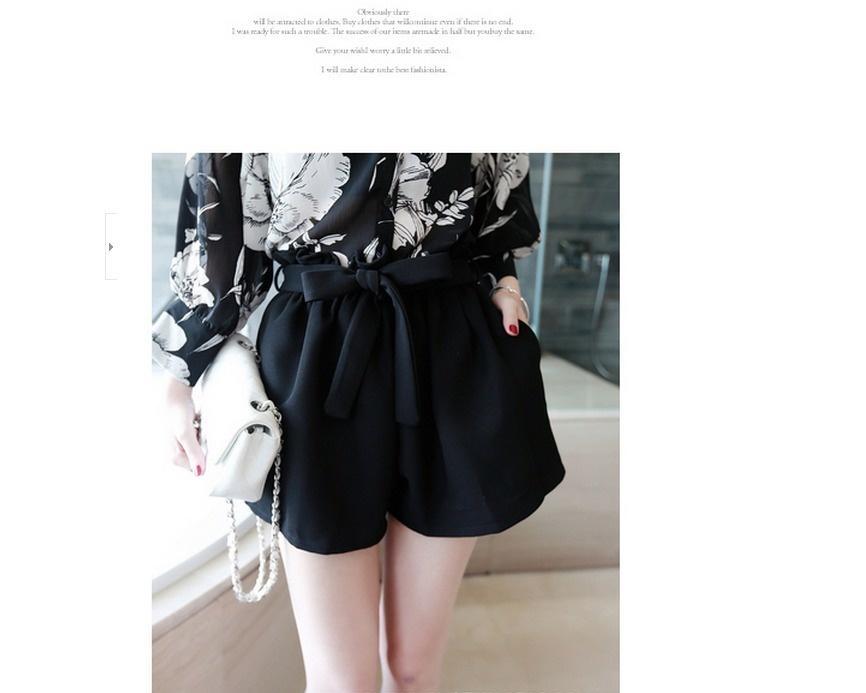 Obviously there
will be attracted to clothes, Buy clothes that willcontinue even if there is no end.
I was ready for such a trouble. The success of our items aremade in half but youbuy the same.
Give your wishI worry a little bit relieved.
I will make clear tothe best fashionista.